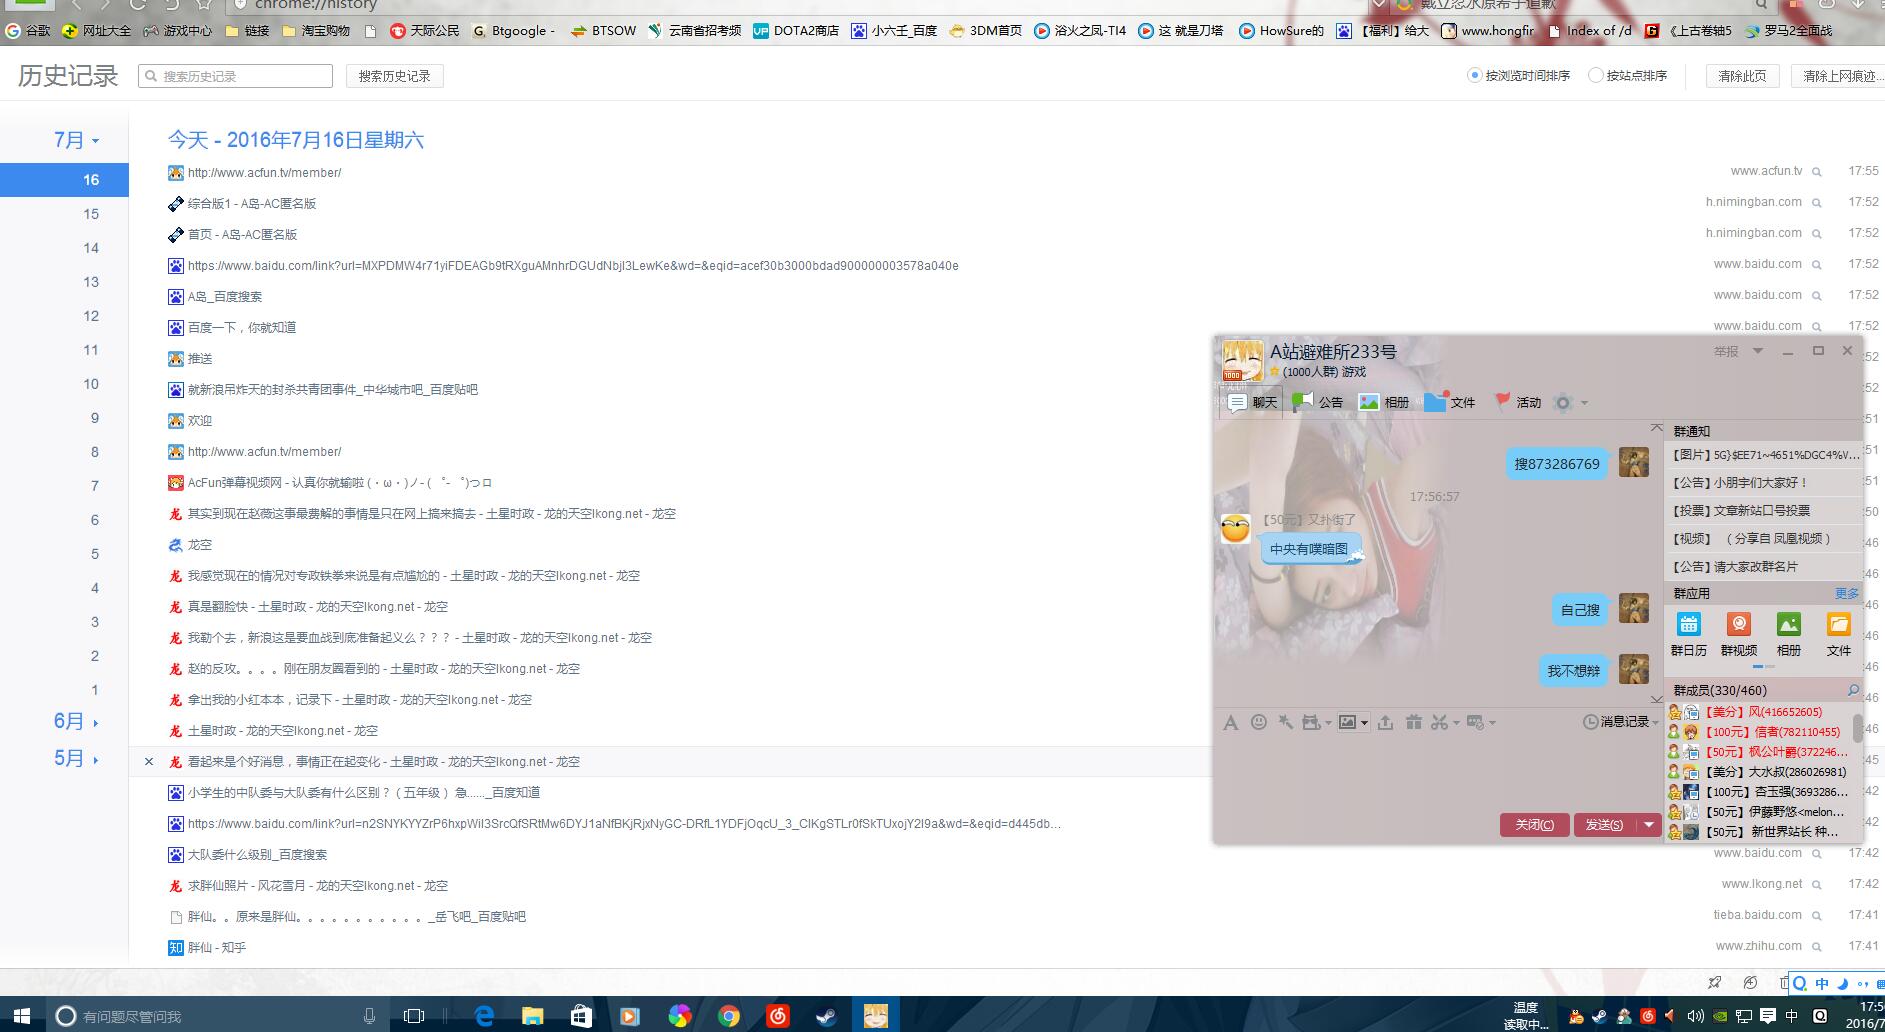 chrome://history
戴立忍水原希子道歉
谷歌 网址大全 游戏中心 链接 淘宝购物 天际公民 Btgoogle - BTSOW 云南省招考频 DOTA2商店 小六壬_百度 3DM首页 浴火之凤-TI4 这 就是刀塔 HowSure的 【福利】给大 www.hongfir Index of /d 《上古卷轴5 罗马2全面战
历史记录 搜索历史记录 搜索历史记录 按浏览时间排序 按站点排序 清除此页 清除上网痕迹...
7月
16
15
14
13
12
11
10
9
8
7
6
5
4
3
2
1
6月
5月
今天 - 2016年7月16日星期六
http://www.acfun.tv/member/ www.acfun.tv 17:55
综合版1 - A岛-AC匿名版 h.nimingban.com 17:52
首页 - A岛-AC匿名版 h.nimingban.com 17:52
https://www.baidu.com/link?url=MXPDMW4r71yiFDEAGb9tRXguAMnhrDGUdNbjI3LewKe&wd=&eqid=acef30b3000bdad900000003578a040e www.baidu.com 17:52
A岛_百度搜索 www.baidu.com 17:52
百度一下，你就知道 www.baidu.com 17:52
推送 :52
就新浪吊炸天的封杀共青团事件_中华城市吧_百度贴吧 :52
欢迎 :51
http://www.acfun.tv/member/ :51
AcFun弹幕视频网 - 认真你就输啦 (・ω・)ノ- ( ゜- ゜)つロ :51
其实到现在赵薇这事最费解的事情是只在网上搞来搞去 - 土星时政 - 龙的天空lkong.net - 龙空 :50
龙空 :46
我感觉现在的情况对专政铁拳来说是有点尴尬的 - 土星时政 - 龙的天空lkong.net - 龙空 :46
真是翻脸快 - 土星时政 - 龙的天空lkong.net - 龙空 :46
我勒个去，新浪这是要血战到底准备起义么？？？ - 土星时政 - 龙的天空lkong.net - 龙空 :46
赵的反攻。。。。刚在朋友圈看到的 - 土星时政 - 龙的天空lkong.net - 龙空 :46
拿出我的小红本本，记录下 - 土星时政 - 龙的天空lkong.net - 龙空 :46
土星时政 - 龙的天空lkong.net - 龙空 :46
看起来是个好消息，事情正在起变化 - 土星时政 - 龙的天空lkong.net - 龙空 :45
小学生的中队委与大队委有什么区别？（五年级） 急......_百度知道 :42
https://www.baidu.com/link?url=n2SNYKYYZrP6hxpWiI3SrcQfSRtMw6DYJ1aNfBKjRjxNyGC-DRfL1YDFjOqcU_3_CIKgSTLr0fSkTUxojY2I9a&wd=&eqid=d445db... :42
大队委什么级别_百度搜索 www.baidu.com 17:42
求胖仙照片 - 风花雪月 - 龙的天空lkong.net - 龙空 www.lkong.net 17:42
胖仙。。原来是胖仙。。。。。。。。。。。_岳飞吧_百度贴吧 tieba.baidu.com 17:41
胖仙 - 知乎 www.zhihu.com 17:41
A站避难所233号 举报
(1000人群) 游戏
1000
聊天 公告 相册 文件 活动
搜873286769
17:56:57
【50元】又扑街了
中央有噗暗图
自己搜
我不想辩
消息记录
关闭(C) 发送(S)
群通知
【图片】5G}$EE71~4651%DGC4%V...
【公告】小朋宇们大家好！
【投票】文章新站口号投票
【视频】（分享自 凤凰视频）
【公告】请大家改群名片
群应用 更多
群日历 群视频 相册 文件
群成员(330/460)
【美分】风(416652605)
【100元】信者(782110455)
【50元】枫公叶爵(372246...
【美分】大水叔(286026981)
【100元】杏玉强(3693286...
【50元】伊藤野悠<melon...
【50元】 新世界站长 种...
中
有问题尽管问我 温度 中 17:5
读取中... 2016/7